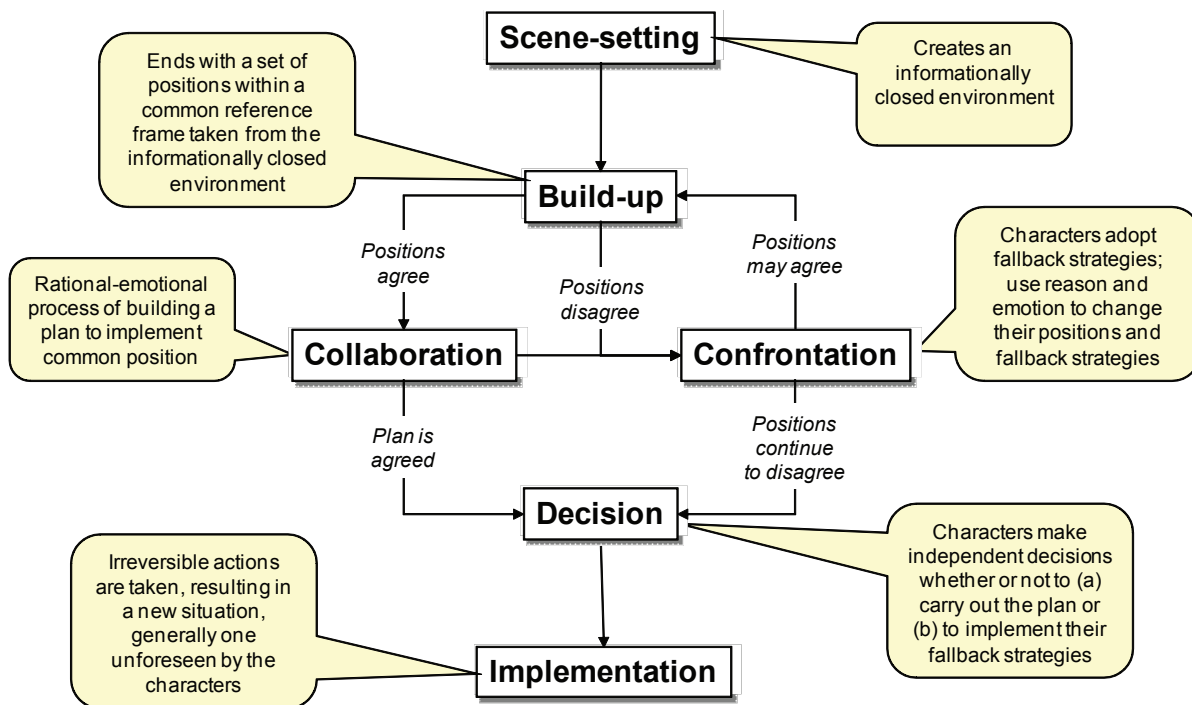 Scene-setting
Creates an
informationally
closed environment
Ends with a set of
positions within a
common reference
frame taken from the
informationally closed
environment
Build-up
Positions
agree
Positions
disagree
Positions
may agree
Characters adopt
fallback strategies;
use reason and
emotion to change
their positions and
fallback strategies
Rational-emotional
process of building a
plan to implement
common position
Collaboration
Confrontation
Plan is
agreed
Positions
continue
to disagree
Decision
Characters make
independent decisions
whether or not to (a)
carry out the plan or
(b) to implement their
fallback strategies
Irreversible actions
are taken, resulting in
a new situation,
generally one
unforeseen by the
characters
Implementation